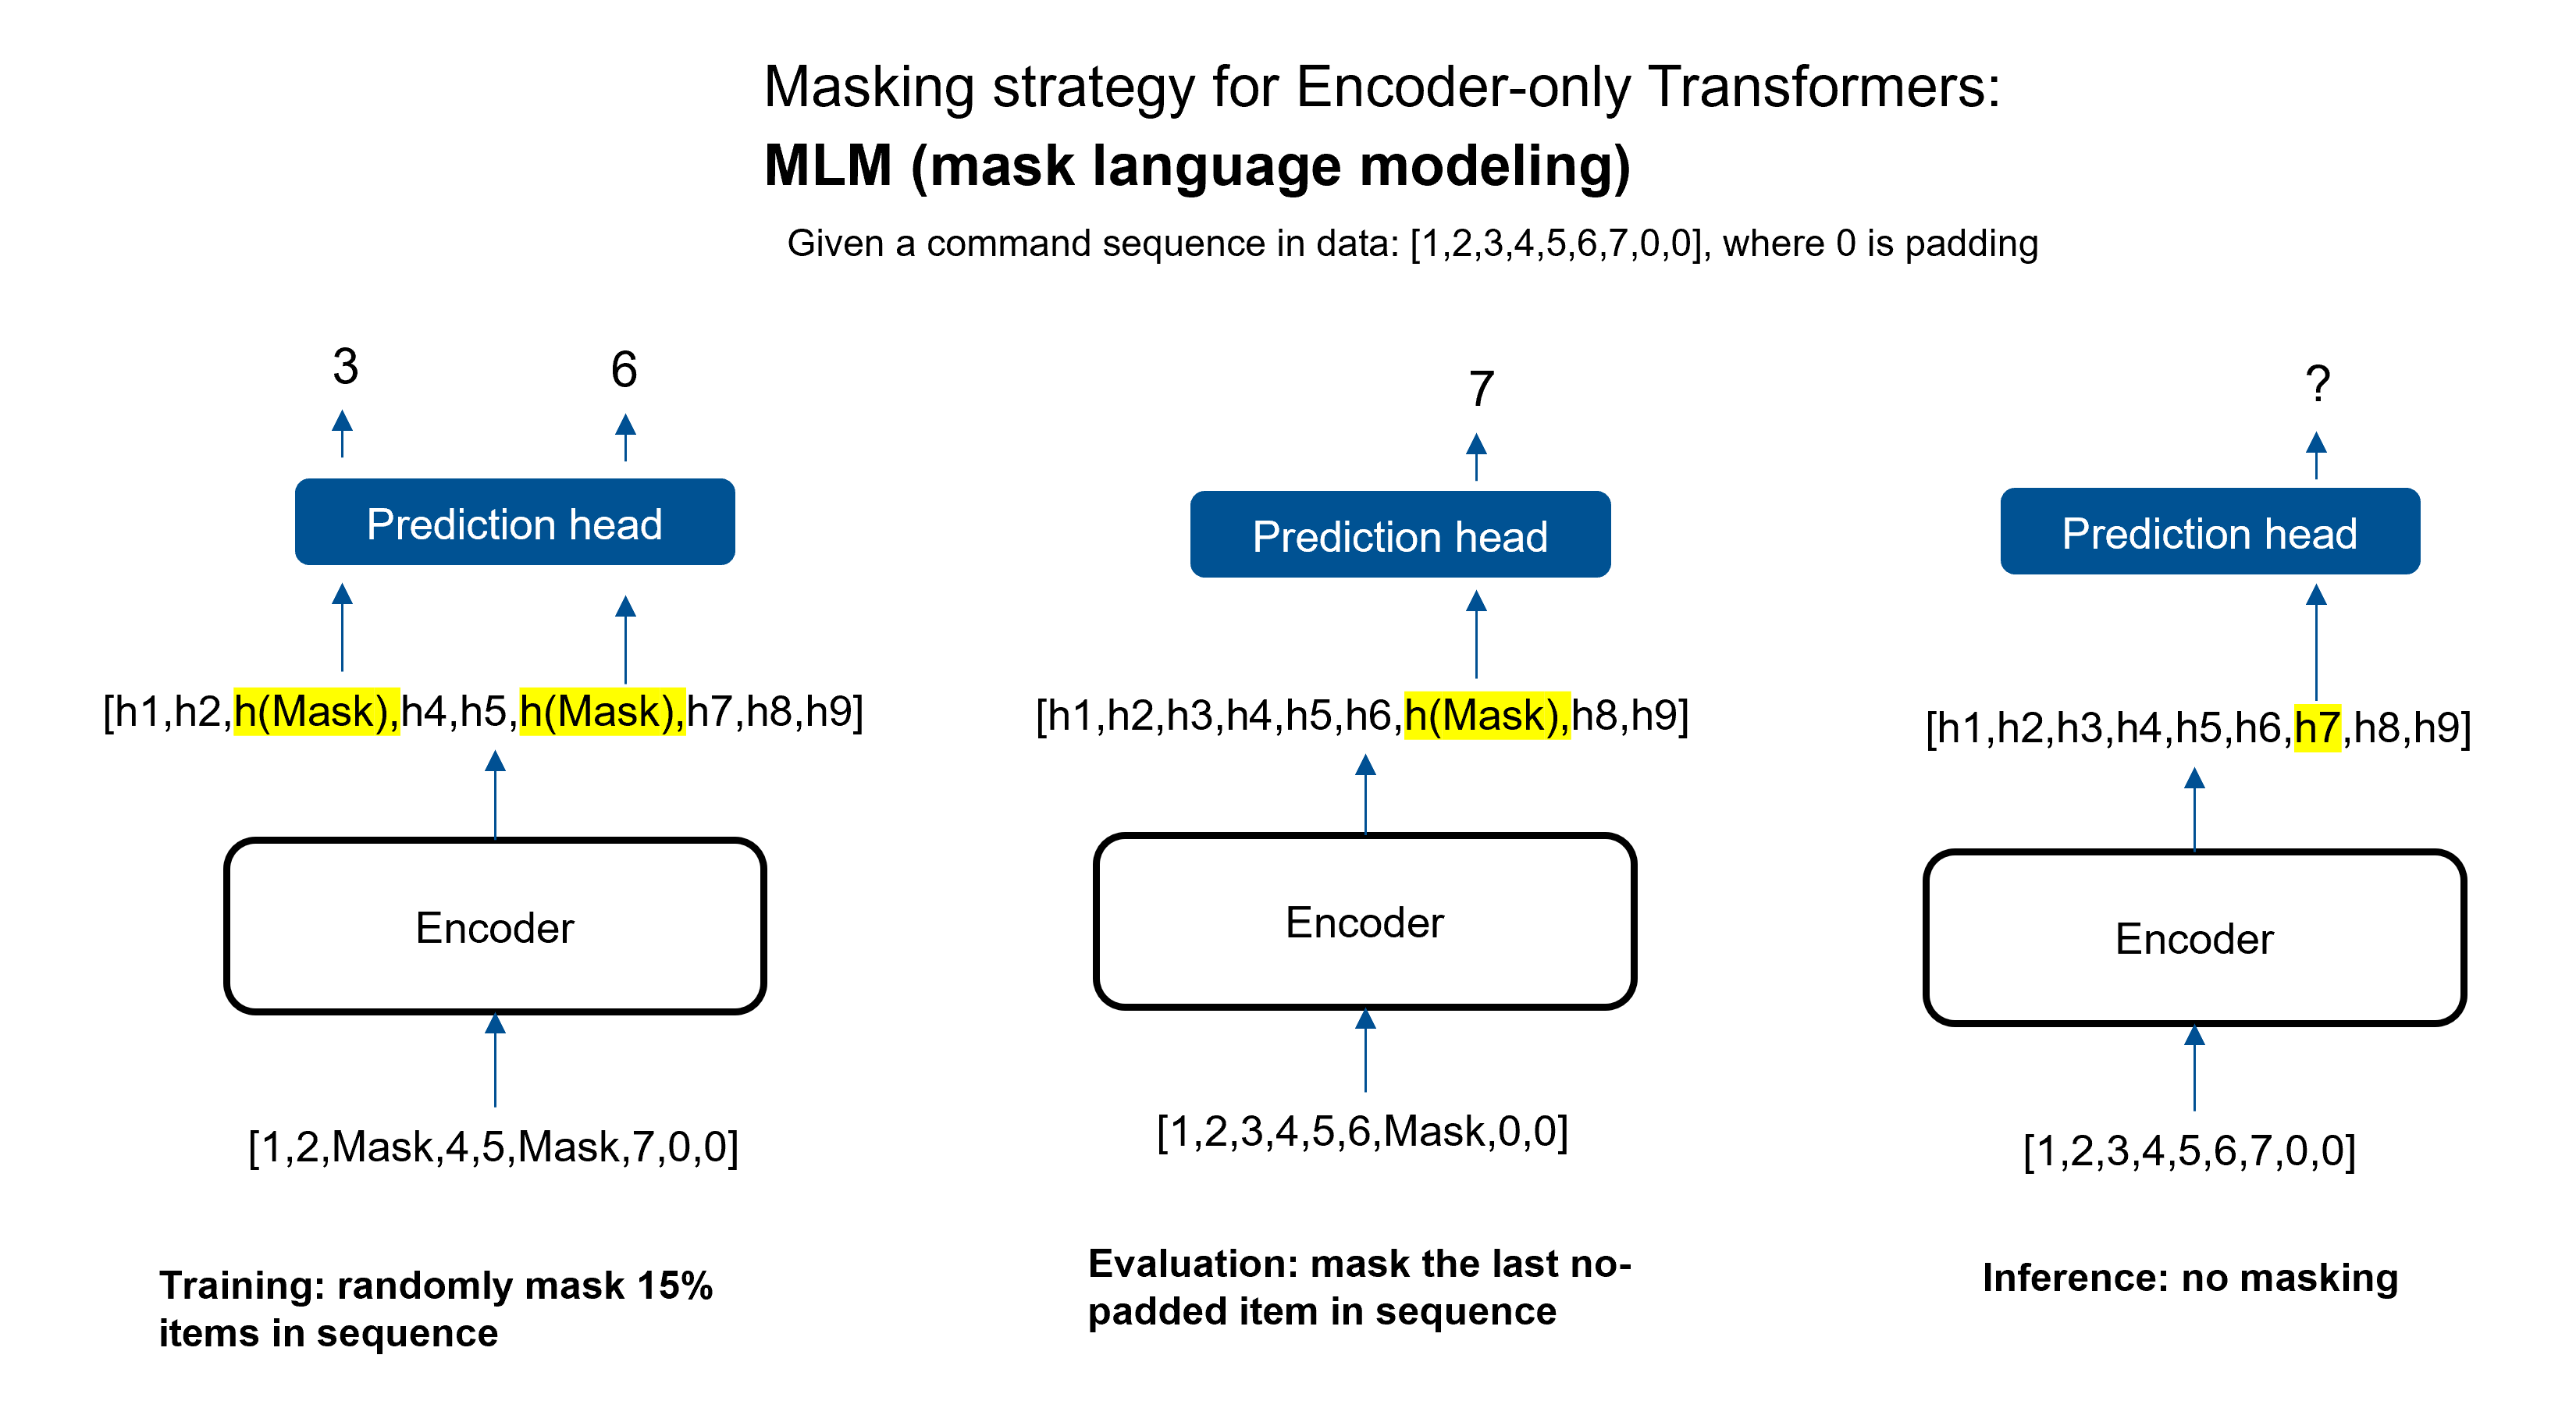 Masking strategy for Encoder-only Transformers:
MLM (mask language modeling)
Given a command sequence in data: [1,2,3,4,5,6,7,0,0], where 0 is padding
3
6
Prediction head
[h1,h2,h(Mask),h4,h5,h(Mask),h7,h8,h9]
Encoder
[1,2,Mask,4,5,Mask,7,0,0]
Training: randomly mask 15%
items in sequence
7
Prediction head
[h1,h2,h3,h4,h5,h6,h(Mask),h8,h9]
Encoder
[1,2,3,4,5,6,Mask,0,0]
Evaluation: mask the last no-
padded item in sequence
?
Prediction head
[h1,h2,h3,h4,h5,h6,h7,h8,h9]
Encoder
[1,2,3,4,5,6,7,0,0]
Inference: no masking